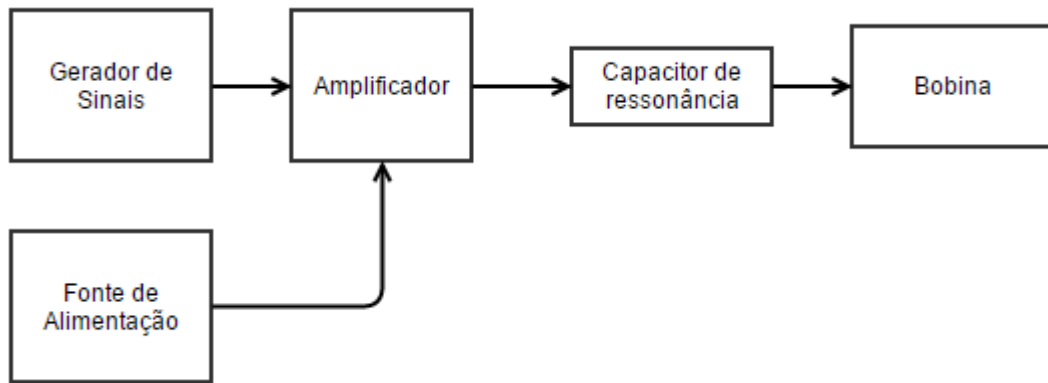 Gerador de
Sinais
Amplificador
Capacitor de
ressonância
Bobina
Fonte de
Alimentação